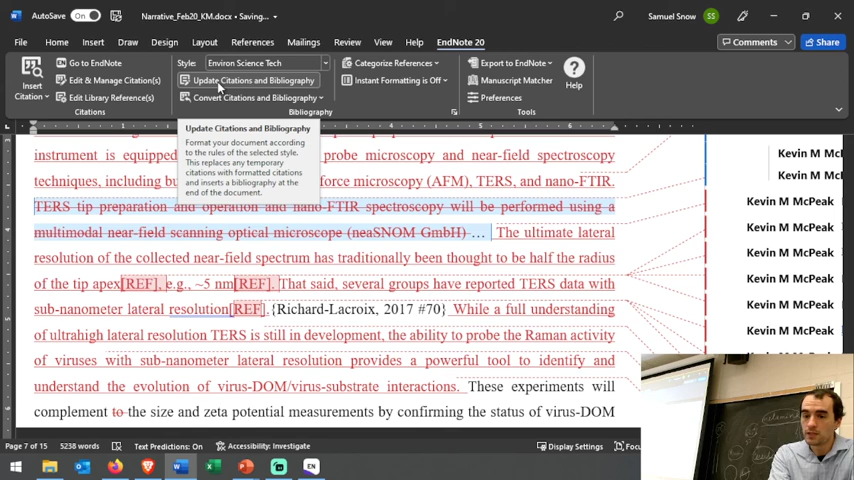 AutoSave On Narrative_Feb20_KM.docx • Saving... Samuel Snow SS
File Home Insert Draw Design Layout References Mailings Review View Help EndNote 20 Comments Share
Insert Citation
Go to EndNote
Edit & Manage Citation(s)
Edit Library Reference(s)
Citations
Style: Environ Science Tech
Update Citations and Bibliography
Convert Citations and Bibliography
Categorize References
Instant Formatting is Off
Bibliography
Export to EndNote
Manuscript Matcher
Preferences
Help
Tools
Update Citations and Bibliography
Format your document according
to the rules of the selected style.
This replaces any temporary
citations with formatted citations
and inserts a bibliography at the
end of the document.
instrument is equipped probe microscopy and near-field spectroscopy
techniques, including force microscopy (AFM), TERS, and nano-FTIR.
TERS tip preparation and operation and nano-FTIR spectroscopy will be performed using a
multimodal near-field scanning optical microscope (neaSNOM GmbH) ... The ultimate lateral
resolution of the collected near-field spectrum has traditionally been thought to be half the radius
of the tip apex[REF], e.g., ~5 nm[REF]. That said, several groups have reported TERS data with
sub-nanometer lateral resolution[REF].{Richard-Lacroix, 2017 #70} While a full understanding
of ultrahigh lateral resolution TERS is still in development, the ability to probe the Raman activity
of viruses with sub-nanometer lateral resolution provides a powerful tool to identify and
understand the evolution of virus-DOM/virus-substrate interactions. These experiments will
complement to the size and zeta potential measurements by confirming the status of virus-DOM
Kevin M McP
Kevin M McP
Kevin M McPeak
Kevin M McPeak
Kevin M McPeak
Kevin M McPeak
Kevin M McPeak
Kevin M McPeak
Page 7 of 15 5238 words Text Predictions: On Accessibility: Investigate Display Settings Focu